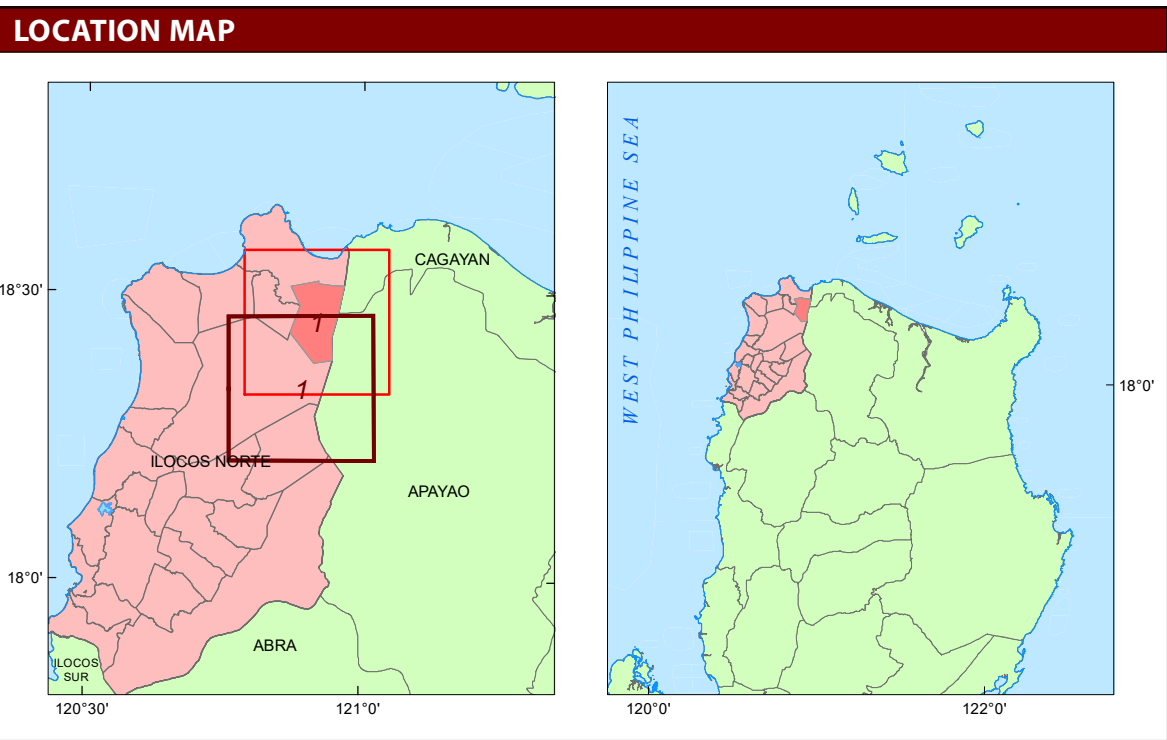 LOCATION MAP
CAGAYAN
18°30'
1
1
ILOCOS NORTE
APAYAO
18°0'
ABRA
ILOCOS
SUR
120°30'
121°0'
WEST PHILIPPINE SEA
18°0'
120°0'
122°0'